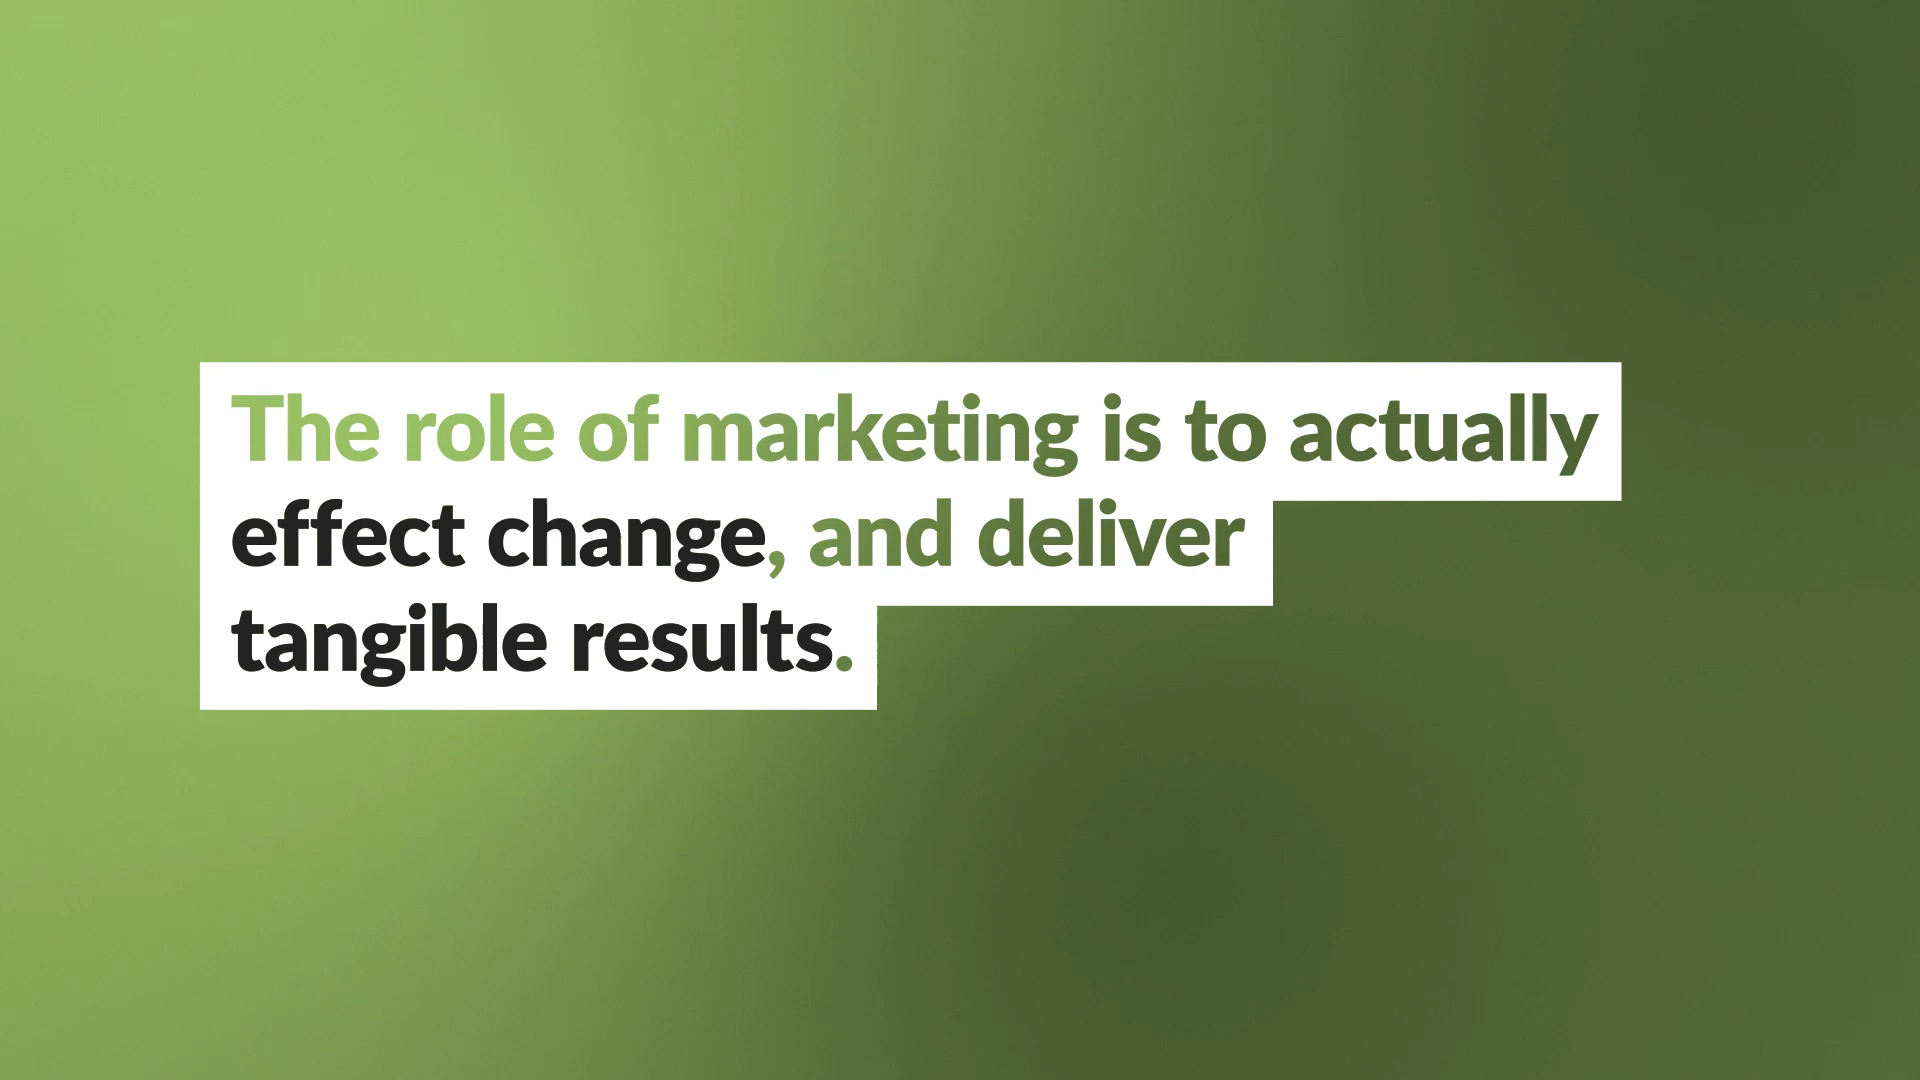 The role of marketing is to actually
effect change, and deliver
tangible results.